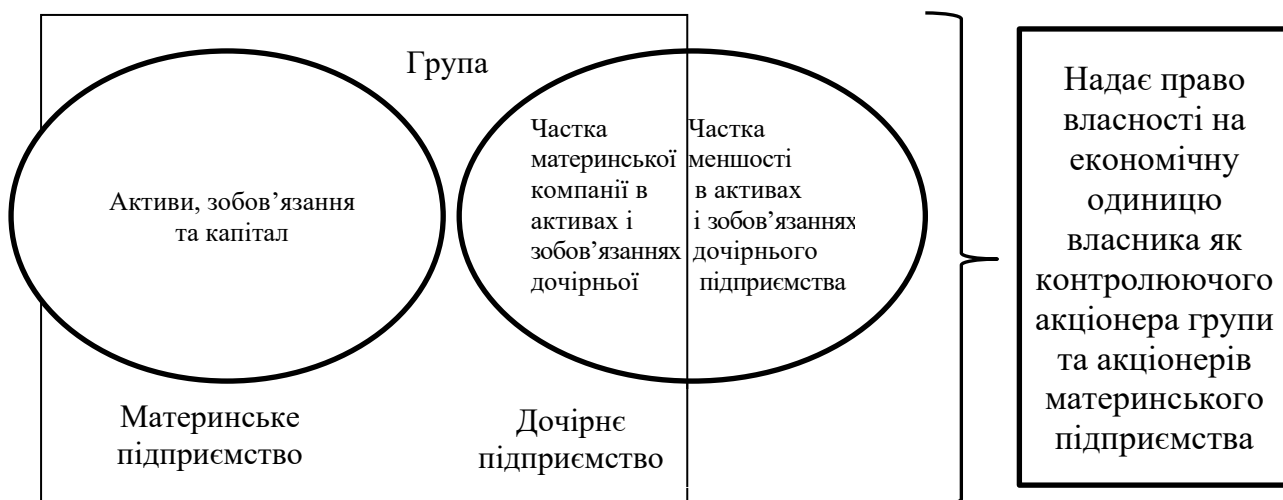 Група
Активи, зобов’язання
та капітал
Частка
материнської
компанії в
активах і
зобов’язаннях
дочірньої
Частка
меншості
в активах
і зобов’язаннях
дочірнього
підприємства
Материнське
підприємство
Дочірнє
підприємство
Надає право
власності на
економічну
одиницю
власника як
контролюючого
акціонера групи
та акціонерів
материнського
підприємства